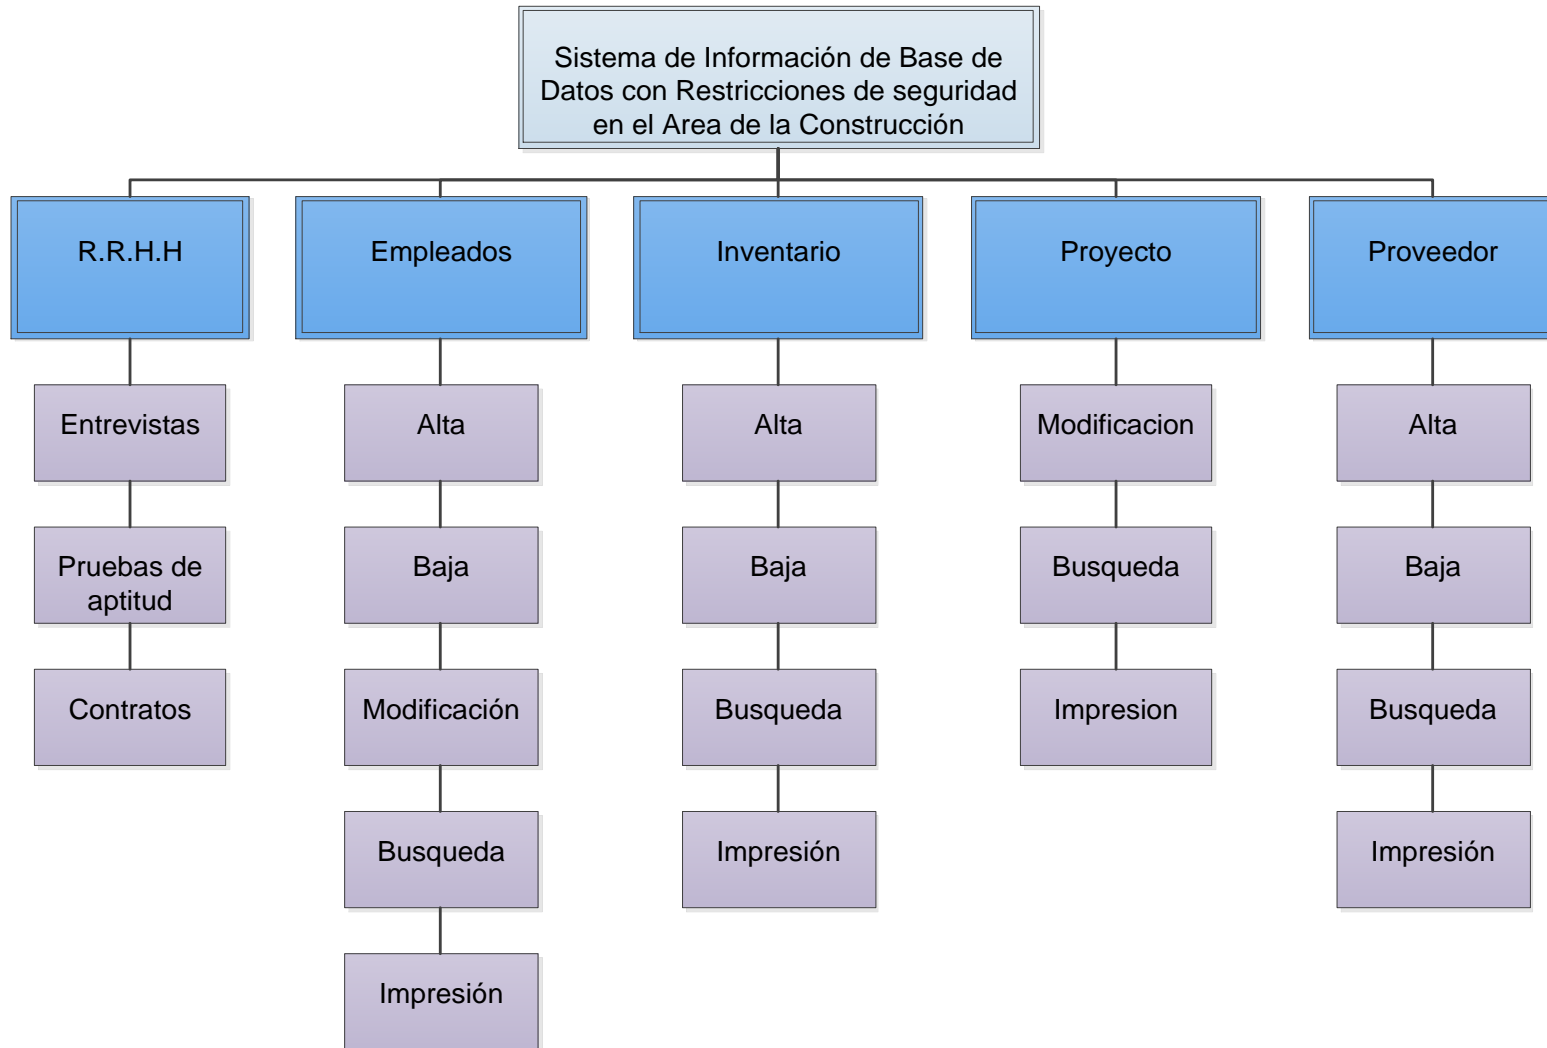 Sistema de Información de Base de
Datos con Restricciones de seguridad
en el Area de la Construcción
R.R.H.H
Empleados
Inventario
Proyecto
Proveedor
Entrevistas
Alta
Alta
Modificacion
Alta
Pruebas de
aptitud
Baja
Baja
Busqueda
Baja
Contratos
Modificación
Busqueda
Impresion
Busqueda
Busqueda
Impresión
Impresión
Impresión